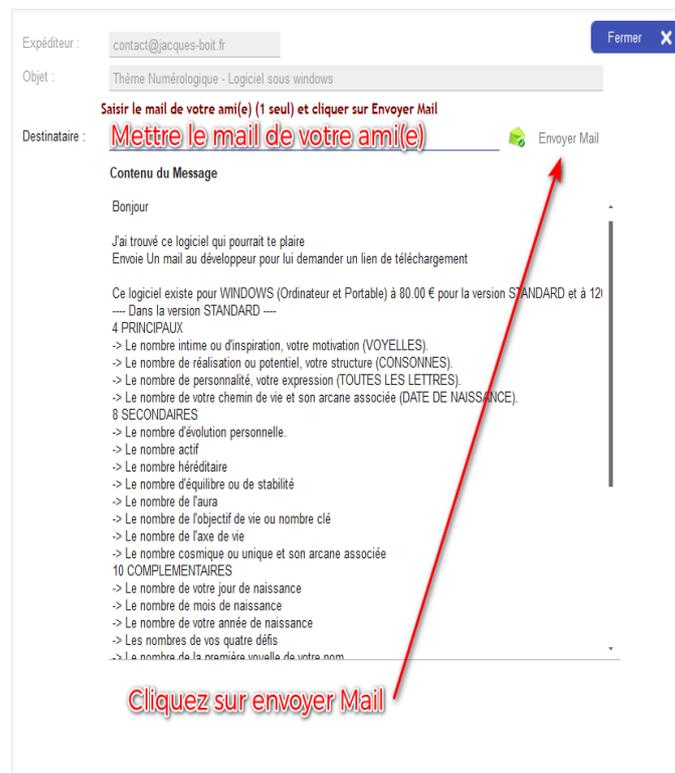 Expéditeur : contact@jacques-boit.fr Fermer X
Objet : Thème Numérologique - Logiciel sous windows
Saisir le mail de votre ami(e) (1 seul) et cliquer sur Envoyer Mail
Destinataire : Mettre le mail de votre ami(e) Envoyer Mail
Contenu du Message
Bonjour
J'ai trouvé ce logiciel qui pourrait te plaire
Envoie Un mail au développeur pour lui demander un lien de téléchargement
Ce logiciel existe pour WINDOWS (Ordinateur et Portable) à 80.00 € pour la version STANDARD et à
---- Dans la version STANDARD ----
4 PRINCIPAUX
-> Le nombre intime ou d'inspiration, votre motivation (VOYELLES).
-> Le nombre de réalisation ou potentiel, votre structure (CONSONNES).
-> Le nombre de personnalité, votre expression (TOUTES LES LETTRES).
-> Le nombre de votre chemin de vie et son arcane associée (DATE DE NAISSANCE).
8 SECONDAIRES
-> Le nombre d'évolution personnelle.
-> Le nombre actif
-> Le nombre héréditaire
-> Le nombre d'équilibre ou de stabilité
-> Le nombre de l'aura
-> Le nombre de l'objectif de vie ou nombre clé
-> Le nombre de l'axe de vie
-> Le nombre cosmique ou unique et son arcane associée
10 COMPLEMENTAIRES
-> Le nombre de votre jour de naissance
-> Le nombre de mois de naissance
-> Le nombre de votre année de naissance
-> Les nombres de vos quatre défis
-> Le nombre de la première voyelle de votre nom
Cliquez sur envoyer Mail